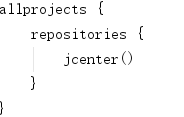 allprojects {
    repositories {
        jcenter()
    }
}